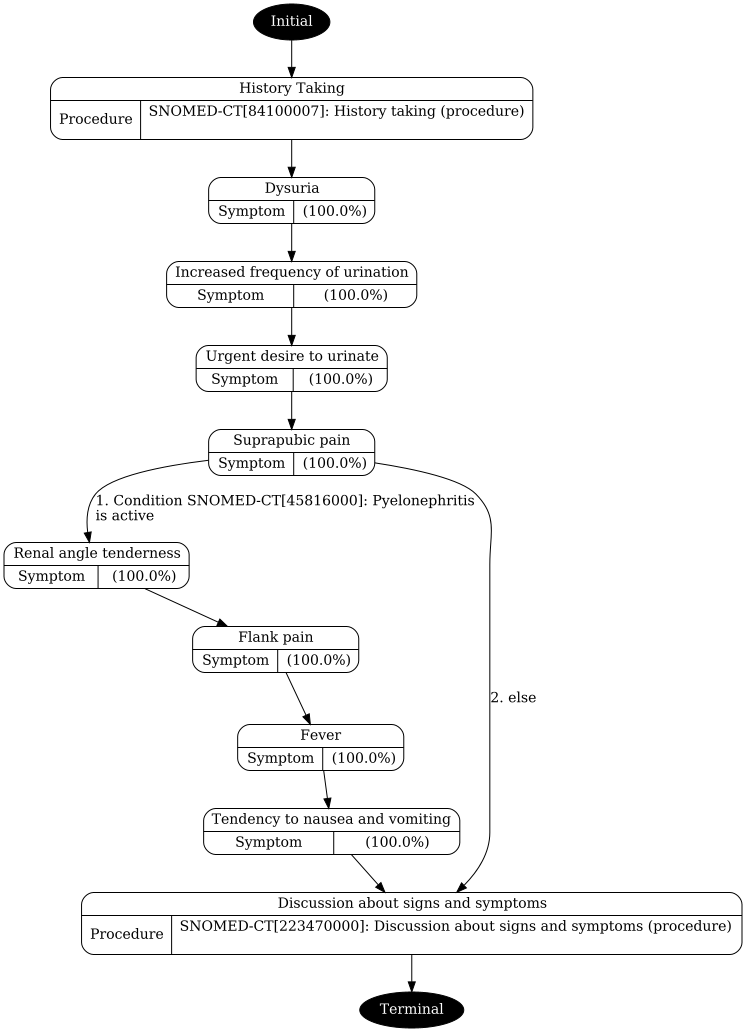 Initial
History Taking
Procedure
SNOMED-CT[84100007]: History taking (procedure)
Dysuria
Symptom
(100.0%)
Increased frequency of urination
Symptom
(100.0%)
Urgent desire to urinate
Symptom
(100.0%)
Suprapubic pain
Symptom
(100.0%)
1. Condition SNOMED-CT[45816000]: Pyelonephritis
is active
Renal angle tenderness
Symptom
(100.0%)
Flank pain
Symptom
(100.0%)
2. else
Fever
Symptom
(100.0%)
Tendency to nausea and vomiting
Symptom
(100.0%)
Discussion about signs and symptoms
Procedure
SNOMED-CT[223470000]: Discussion about signs and symptoms (procedure)
Terminal